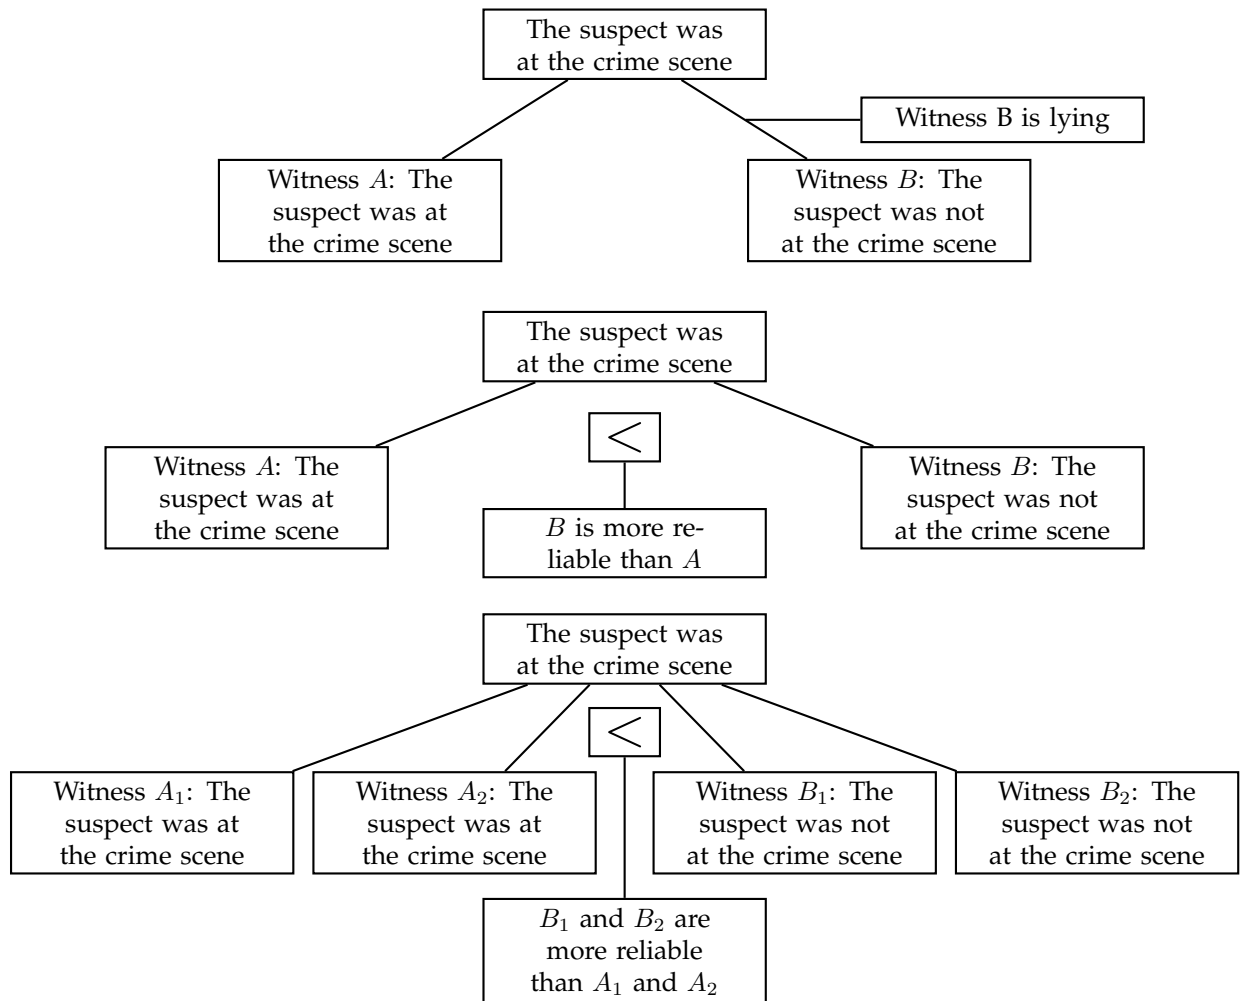 The suspect was
at the crime scene
Witness B is lying
Witness A: The
suspect was at
the crime scene
Witness B: The
suspect was not
at the crime scene
The suspect was
at the crime scene
<
Witness A: The
suspect was at
the crime scene
B is more re-
liable than A
Witness B: The
suspect was not
at the crime scene
The suspect was
at the crime scene
<
Witness A₁: The
suspect was at
the crime scene
Witness A₂: The
suspect was at
the crime scene
Witness B₁: The
suspect was not
at the crime scene
Witness B₂: The
suspect was not
at the crime scene
B₁ and B₂ are
more reliable
than A₁ and A₂